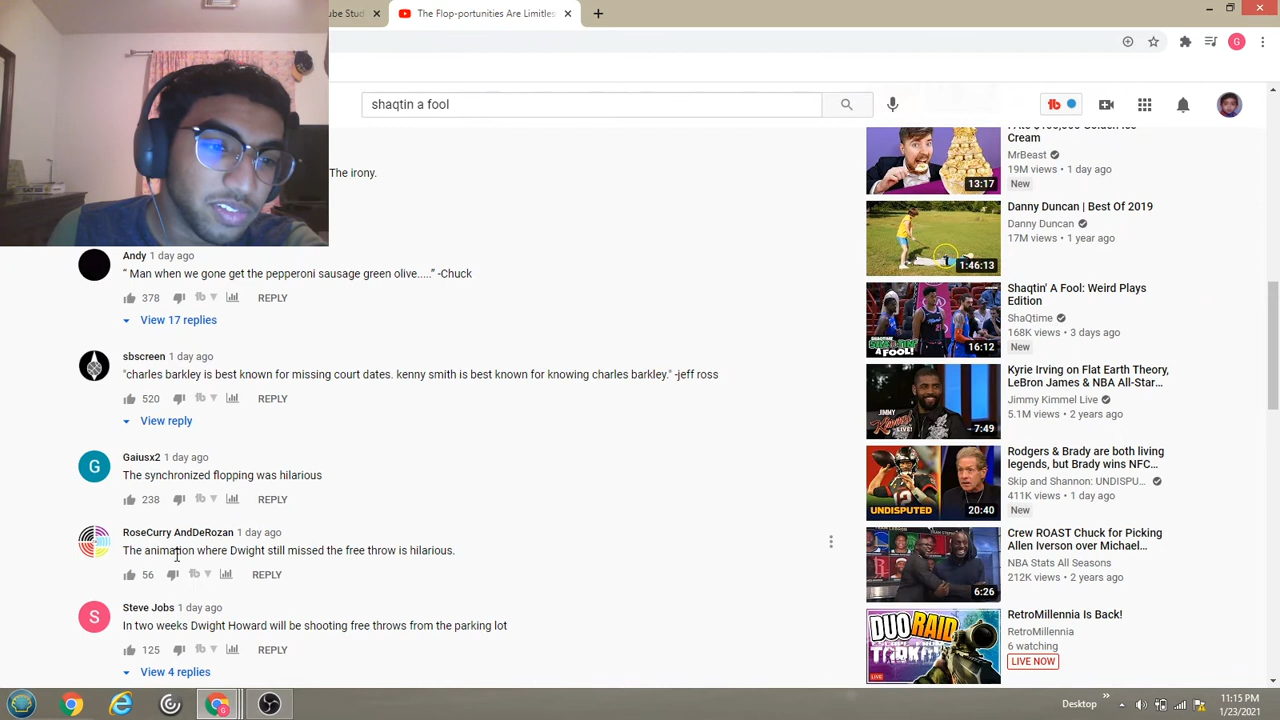 be Stud
The Flop-portunities Are Limitles
shaqtin a fool
The irony.
Andy 1 day ago
“ Man when we gone get the pepperoni sausage green olive.....” -Chuck
378 REPLY
View 17 replies
sbscreen 1 day ago
"charles barkley is best known for missing court dates. kenny smith is best known for knowing charles barkley." -jeff ross
520 REPLY
View reply
Gaiusx2 1 day ago
The synchronized flopping was hilarious
238 REPLY
RoseCurry AndDeRozan 1 day ago
The animation where Dwight still missed the free throw is hilarious.
56 REPLY
Steve Jobs 1 day ago
In two weeks Dwight Howard will be shooting free throws from the parking lot
125 REPLY
View 4 replies
Cream
MrBeast
19M views • 1 day ago
New
13:17
Danny Duncan | Best Of 2019
Danny Duncan
17M views • 1 year ago
1:46:13
Shaqtin' A Fool: Weird Plays
Edition
ShaQtime
168K views • 3 days ago
New
16:12
Kyrie Irving on Flat Earth Theory,
LeBron James & NBA All-Star...
Jimmy Kimmel Live
5.1M views • 2 years ago
7:49
Rodgers & Brady are both living
legends, but Brady wins NFC...
Skip and Shannon: UNDISPU...
411K views • 1 day ago
New
UNDISPUTED
20:40
Crew ROAST Chuck for Picking
Allen Iverson over Michael...
NBA Stats All Seasons
212K views • 2 years ago
6:26
RetroMillennia Is Back!
RetroMillennia
6 watching
LIVE NOW
DUO RAID
LIVE
Desktop
11:15 PM
1/23/2021